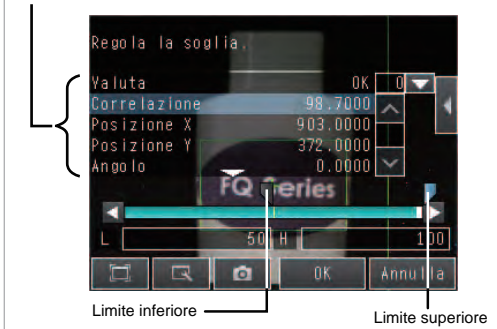 Regola la soglia.
Valuta OK 0
Correlazione 98.7000
Posizione X 903.0000
Posizione Y 372.0000
Angolo 0.0000
FQ Series
L 50 H 100
OK Annulla
Limite inferiore
Limite superiore